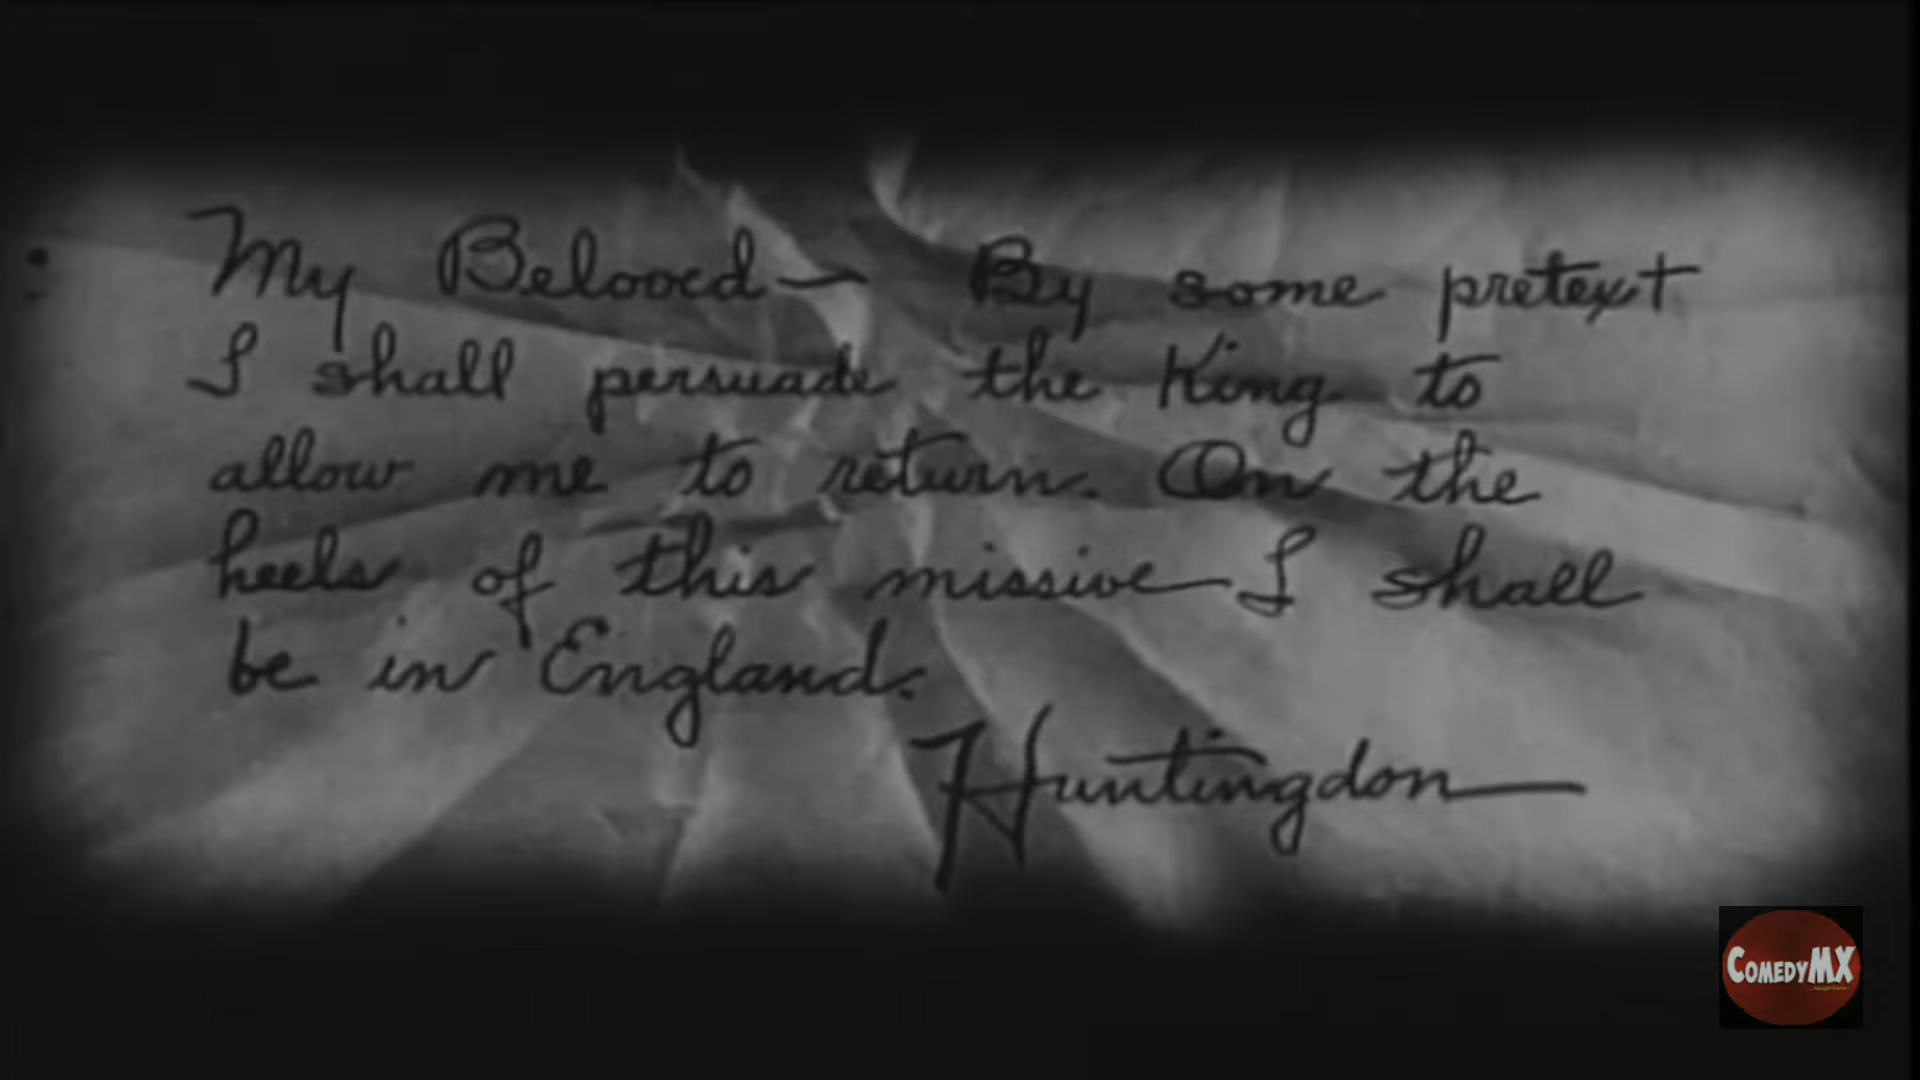 My Beloved— By some pretext
I shall persuade the King to
allow me to return. On the
heels of this missive—I shall
be in England.
Huntingdon—
COMEDYMX